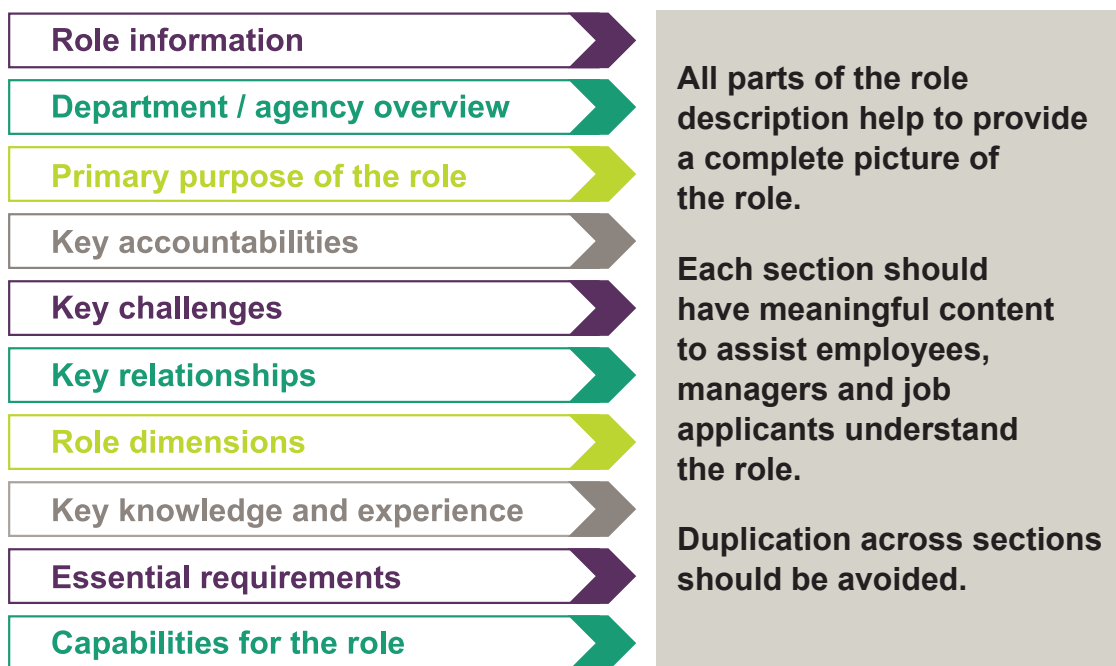 Role information
Department / agency overview
Primary purpose of the role
Key accountabilities
Key challenges
Key relationships
Role dimensions
Key knowledge and experience
Essential requirements
Capabilities for the role
All parts of the role
description help to provide
a complete picture of
the role.
Each section should
have meaningful content
to assist employees,
managers and job
applicants understand
the role.
Duplication across sections
should be avoided.